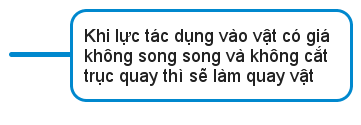 Khi lực tác dụng vào vật có giá
không song song và không cắt
trục quay thì sẽ làm quay vật